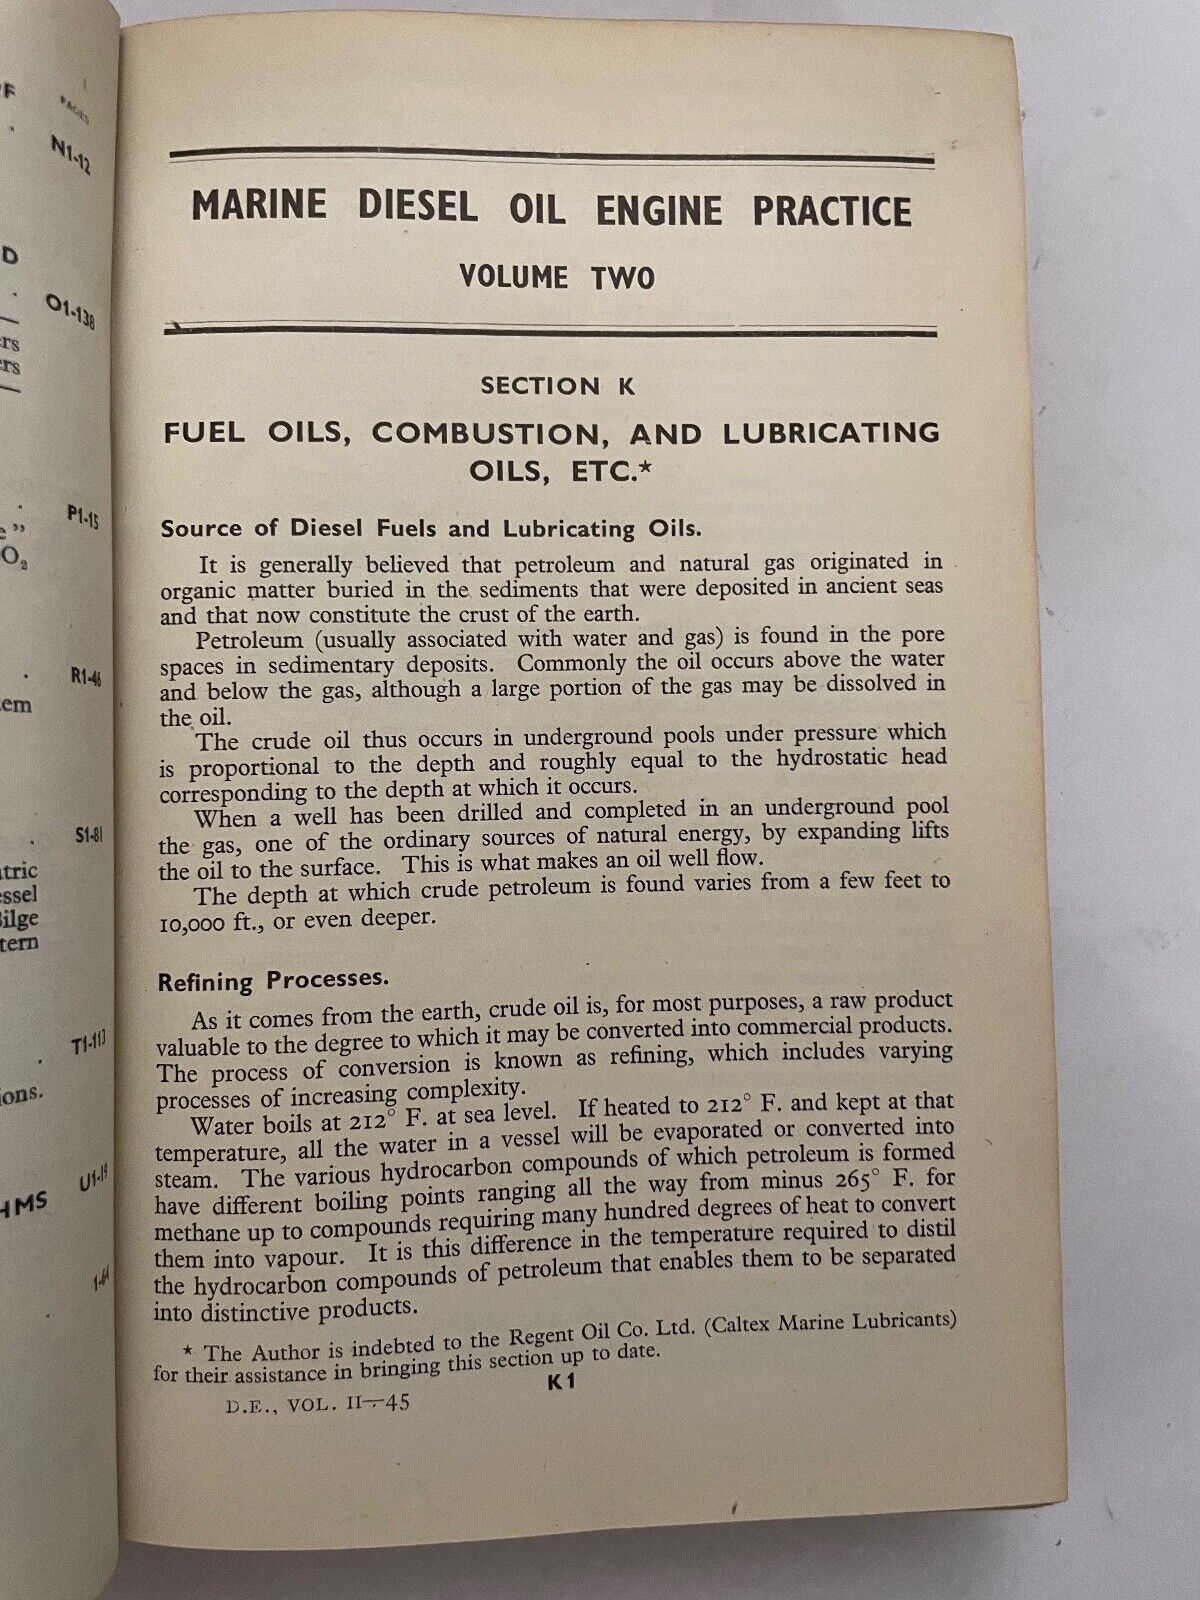 PAGES
N1-12
D
O1-138
ers
ers
P1-15
e”
O₂
R1-46
em
S1-81
tric
essel
Bilge
tern
T1-113
ions.
U1-19
HMS
1-44
MARINE DIESEL OIL ENGINE PRACTICE
VOLUME TWO
SECTION K
FUEL OILS, COMBUSTION, AND LUBRICATING
OILS, ETC.*
Source of Diesel Fuels and Lubricating Oils.
It is generally believed that petroleum and natural gas originated in
organic matter buried in the sediments that were deposited in ancient seas
and that now constitute the crust of the earth.
Petroleum (usually associated with water and gas) is found in the pore
spaces in sedimentary deposits. Commonly the oil occurs above the water
and below the gas, although a large portion of the gas may be dissolved in
the oil.
The crude oil thus occurs in underground pools under pressure which
is proportional to the depth and roughly equal to the hydrostatic head
corresponding to the depth at which it occurs.
When a well has been drilled and completed in an underground pool
the gas, one of the ordinary sources of natural energy, by expanding lifts
the oil to the surface. This is what makes an oil well flow.
The depth at which crude petroleum is found varies from a few feet to
10,000 ft., or even deeper.
Refining Processes.
As it comes from the earth, crude oil is, for most purposes, a raw product
valuable to the degree to which it may be converted into commercial products.
The process of conversion is known as refining, which includes varying
processes of increasing complexity.
Water boils at 212° F. at sea level. If heated to 212° F. and kept at that
temperature, all the water in a vessel will be evaporated or converted into
steam. The various hydrocarbon compounds of which petroleum is formed
have different boiling points ranging all the way from minus 265° F. for
methane up to compounds requiring many hundred degrees of heat to convert
them into vapour. It is this difference in the temperature required to distil
the hydrocarbon compounds of petroleum that enables them to be separated
into distinctive products.
* The Author is indebted to the Regent Oil Co. Ltd. (Caltex Marine Lubricants)
for their assistance in bringing this section up to date.
K1
D.E., VOL. II—45